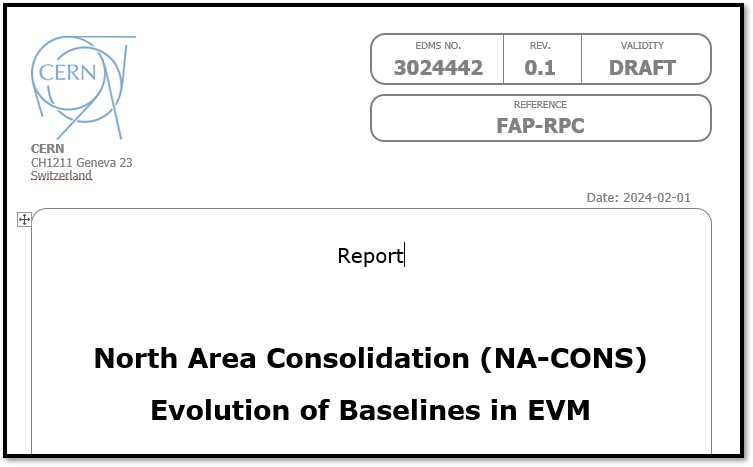 CERN
CERN
CH1211 Geneva 23
Switzerland
EDMS NO.
3024442
REV.
0.1
VALIDITY
DRAFT
REFERENCE
FAP-RPC
Date: 2024-02-01
Report
North Area Consolidation (NA-CONS)
Evolution of Baselines in EVM